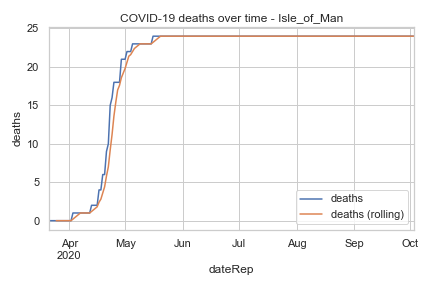 COVID-19 deaths over time - Isle_of_Man
deaths
25
20
15
10
5
0
Apr
2020
May
Jun
Jul
Aug
Sep
Oct
dateRep
deaths
deaths (rolling)